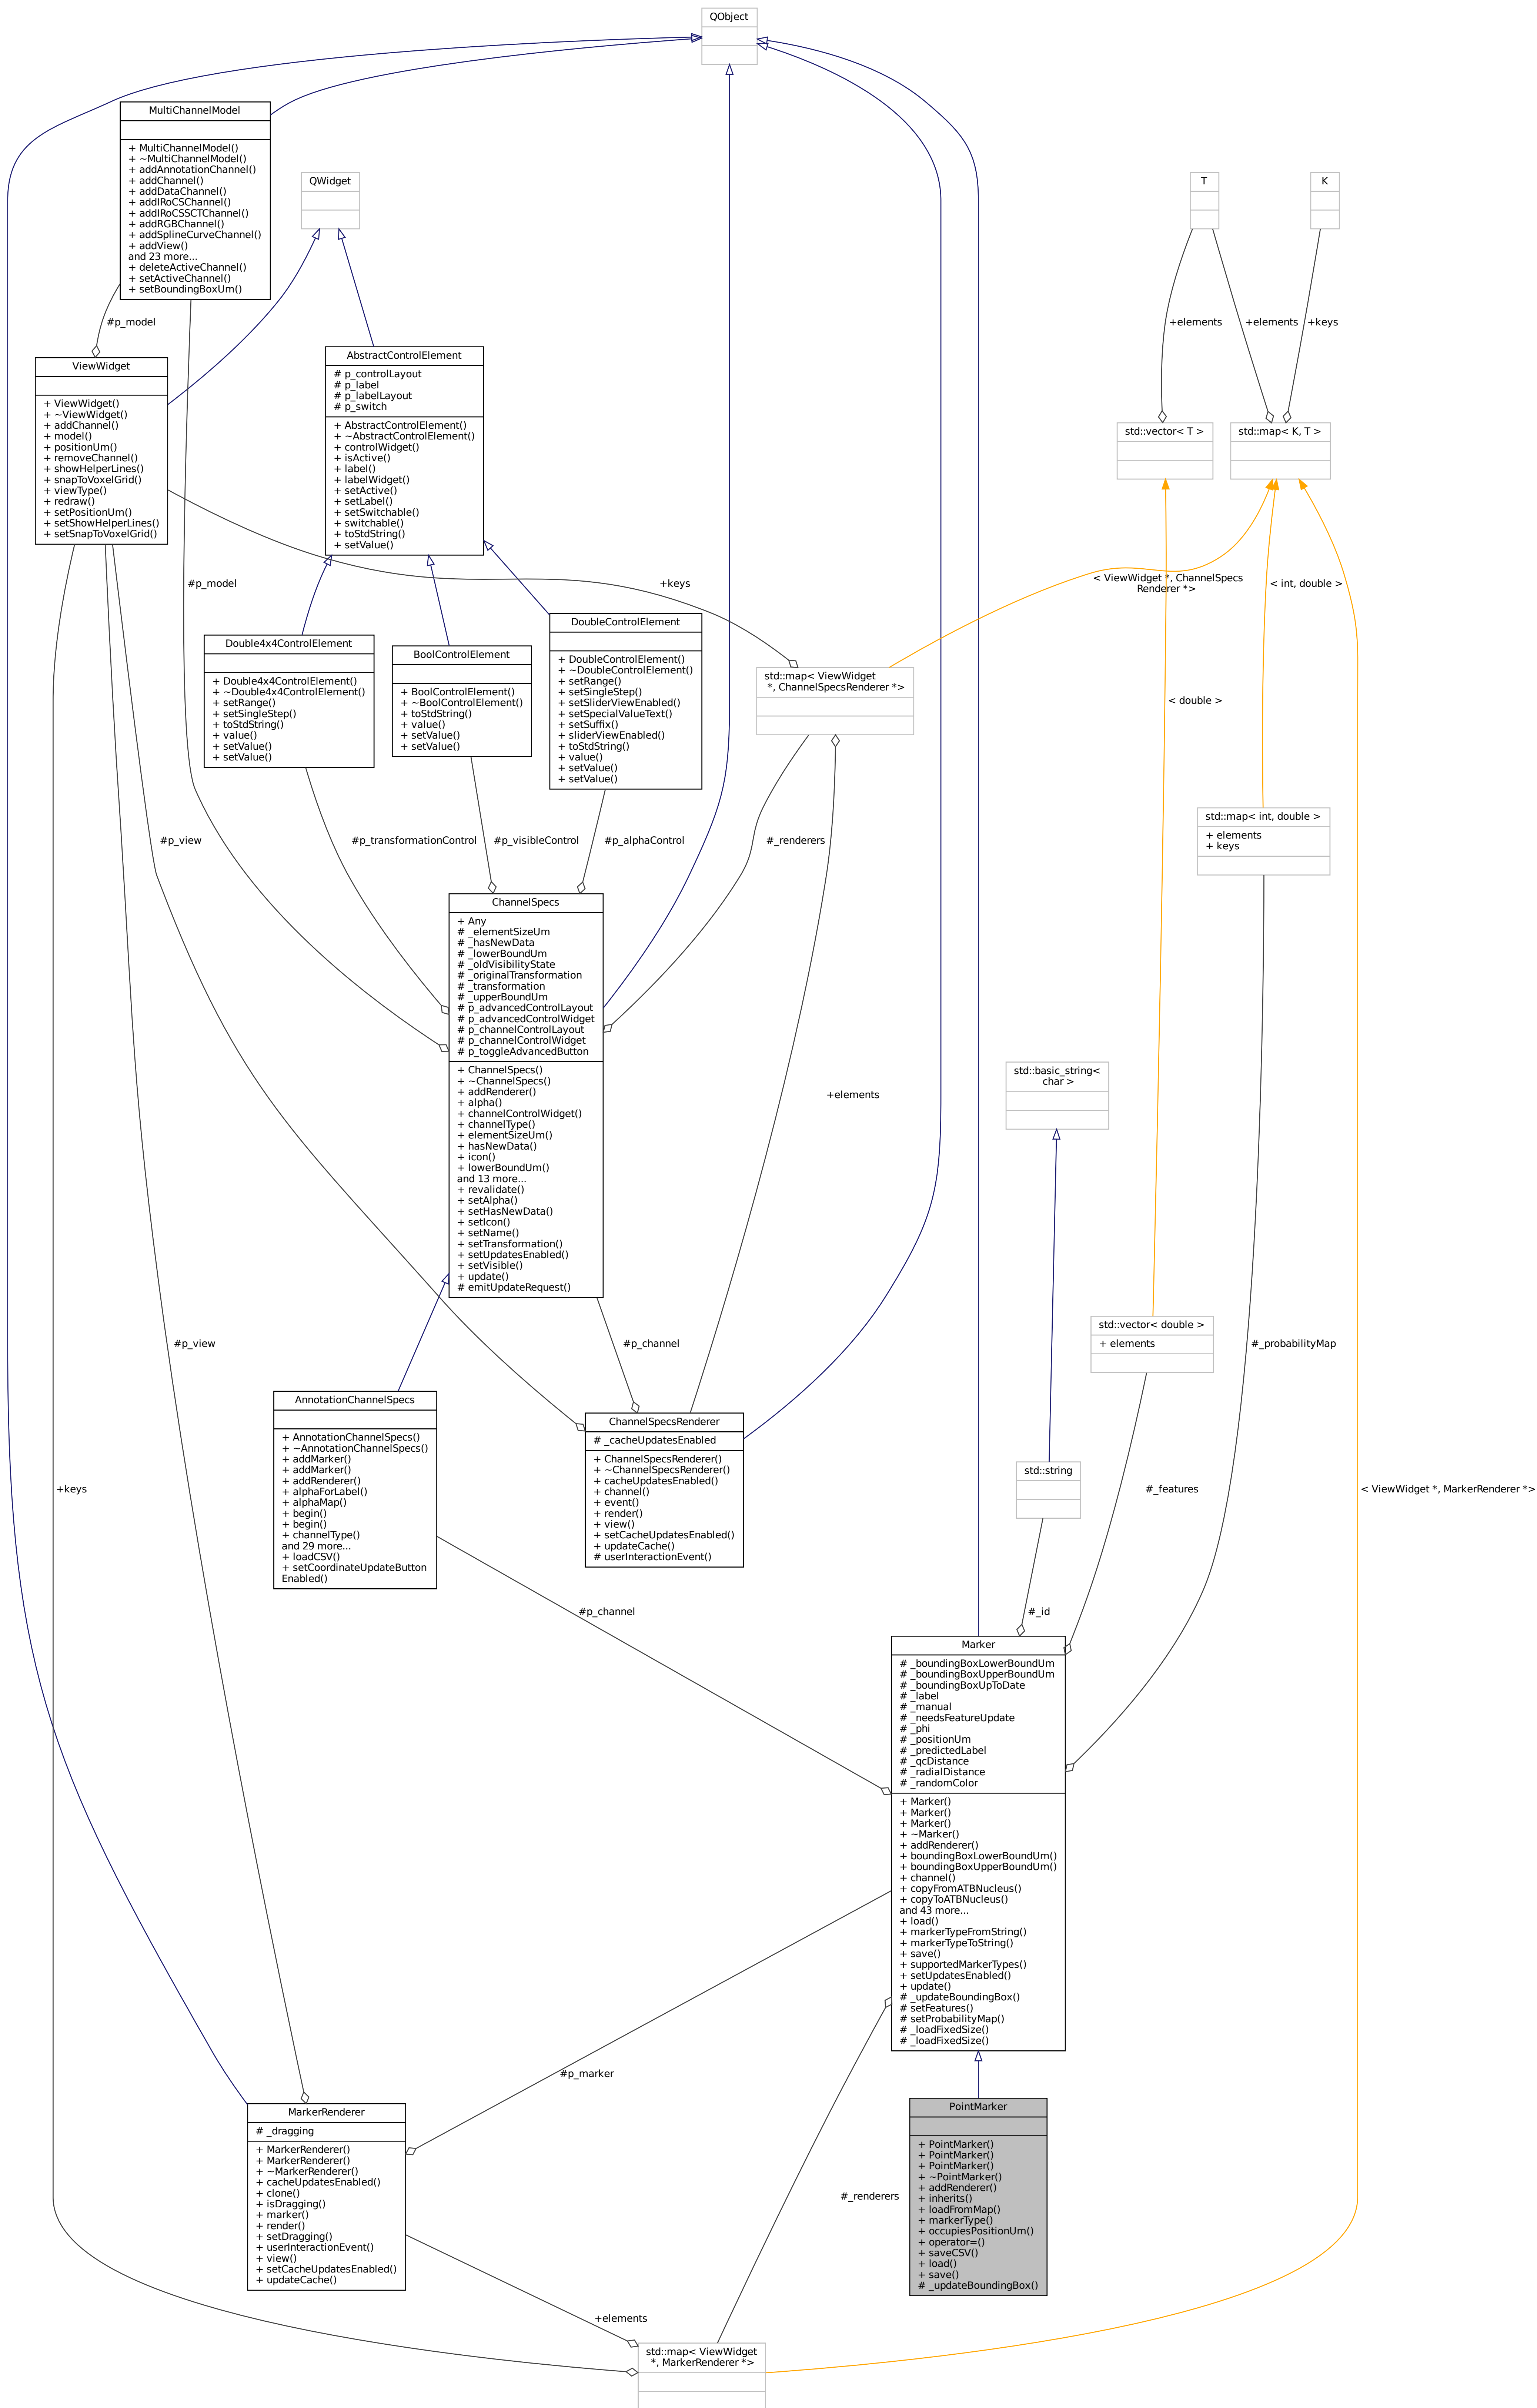 QObject
MultiChannelModel
+ MultiChannelModel()
+ ~MultiChannelModel()
+ addAnnotationChannel()
+ addChannel()
+ addDataChannel()
+ addIRoCSChannel()
+ addIRoCSSCTChannel()
+ addRGBChannel()
+ addSplineCurveChannel()
+ addView()
and 23 more...
+ deleteActiveChannel()
+ setActiveChannel()
+ setBoundingBoxUm()
QWidget
T
K
#p_model
+elements
+elements
+keys
ViewWidget
+ ViewWidget()
+ ~ViewWidget()
+ addChannel()
+ model()
+ positionUm()
+ removeChannel()
+ showHelperLines()
+ snapToVoxelGrid()
+ viewType()
+ redraw()
+ setPositionUm()
+ setShowHelperLines()
+ setSnapToVoxelGrid()
AbstractControlElement
# p_controlLayout
# p_label
# p_labelLayout
# p_switch
+ AbstractControlElement()
+ ~AbstractControlElement()
+ controlWidget()
+ isActive()
+ label()
+ labelWidget()
+ setActive()
+ setLabel()
+ setSwitchable()
+ switchable()
+ toStdString()
+ setValue()
std::vector< T >
std::map< K, T >
#p_model
+keys
< ViewWidget *, ChannelSpecs
Renderer *>
< int, double >
Double4x4ControlElement
+ Double4x4ControlElement()
+ ~Double4x4ControlElement()
+ setRange()
+ setSingleStep()
+ toStdString()
+ value()
+ setValue()
+ setValue()
BoolControlElement
+ BoolControlElement()
+ ~BoolControlElement()
+ toStdString()
+ value()
+ setValue()
+ setValue()
DoubleControlElement
+ DoubleControlElement()
+ ~DoubleControlElement()
+ setRange()
+ setSingleStep()
+ setSliderViewEnabled()
+ setSpecialValueText()
+ setSuffix()
+ sliderViewEnabled()
+ toStdString()
+ value()
+ setValue()
+ setValue()
std::map< ViewWidget
*, ChannelSpecsRenderer *>
< double >
#p_view
#p_transformationControl
#p_visibleControl
#p_alphaControl
#_renderers
std::map< int, double >
+ elements
+ keys
ChannelSpecs
+ Any
# _elementSizeUm
# _hasNewData
# _lowerBoundUm
# _oldVisibilityState
# _originalTransformation
# _transformation
# _upperBoundUm
# p_advancedControlLayout
# p_advancedControlWidget
# p_channelControlLayout
# p_channelControlWidget
# p_toggleAdvancedButton
+ ChannelSpecs()
+ ~ChannelSpecs()
+ addRenderer()
+ alpha()
+ channelControlWidget()
+ channelType()
+ elementSizeUm()
+ hasNewData()
+ icon()
+ lowerBoundUm()
and 13 more...
+ revalidate()
+ setAlpha()
+ setHasNewData()
+ setIcon()
+ setName()
+ setTransformation()
+ setUpdatesEnabled()
+ setVisible()
+ update()
# emitUpdateRequest()
+elements
std::basic_string<
char >
#p_view
#p_channel
std::vector< double >
+ elements
#_probabilityMap
AnnotationChannelSpecs
+ AnnotationChannelSpecs()
+ ~AnnotationChannelSpecs()
+ addMarker()
+ addMarker()
+ addRenderer()
+ alphaForLabel()
+ alphaMap()
+ begin()
+ begin()
+ channelType()
and 29 more...
+ loadCSV()
+ setCoordinateUpdateButton
Enabled()
ChannelSpecsRenderer
# _cacheUpdatesEnabled
+ ChannelSpecsRenderer()
+ ~ChannelSpecsRenderer()
+ cacheUpdatesEnabled()
+ channel()
+ event()
+ render()
+ view()
+ setCacheUpdatesEnabled()
+ updateCache()
# userInteractionEvent()
std::string
+keys
#_features
< ViewWidget *, MarkerRenderer *>
#p_channel
#_id
Marker
# _boundingBoxLowerBoundUm
# _boundingBoxUpperBoundUm
# _boundingBoxUpToDate
# _label
# _manual
# _needsFeatureUpdate
# _phi
# _positionUm
# _predictedLabel
# _qcDistance
# _radialDistance
# _randomColor
+ Marker()
+ Marker()
+ Marker()
+ ~Marker()
+ addRenderer()
+ boundingBoxLowerBoundUm()
+ boundingBoxUpperBoundUm()
+ channel()
+ copyFromATBNucleus()
+ copyToATBNucleus()
and 43 more...
+ load()
+ markerTypeFromString()
+ markerTypeToString()
+ save()
+ supportedMarkerTypes()
+ setUpdatesEnabled()
+ update()
# _updateBoundingBox()
# setFeatures()
# setProbabilityMap()
# _loadFixedSize()
# _loadFixedSize()
#p_marker
MarkerRenderer
# _dragging
+ MarkerRenderer()
+ MarkerRenderer()
+ ~MarkerRenderer()
+ cacheUpdatesEnabled()
+ clone()
+ isDragging()
+ marker()
+ render()
+ setDragging()
+ userInteractionEvent()
+ view()
+ setCacheUpdatesEnabled()
+ updateCache()
#_renderers
PointMarker
+ PointMarker()
+ PointMarker()
+ PointMarker()
+ ~PointMarker()
+ addRenderer()
+ inherits()
+ loadFromMap()
+ markerType()
+ occupiesPositionUm()
+ operator=()
+ saveCSV()
+ load()
+ save()
# _updateBoundingBox()
+elements
std::map< ViewWidget
*, MarkerRenderer *>